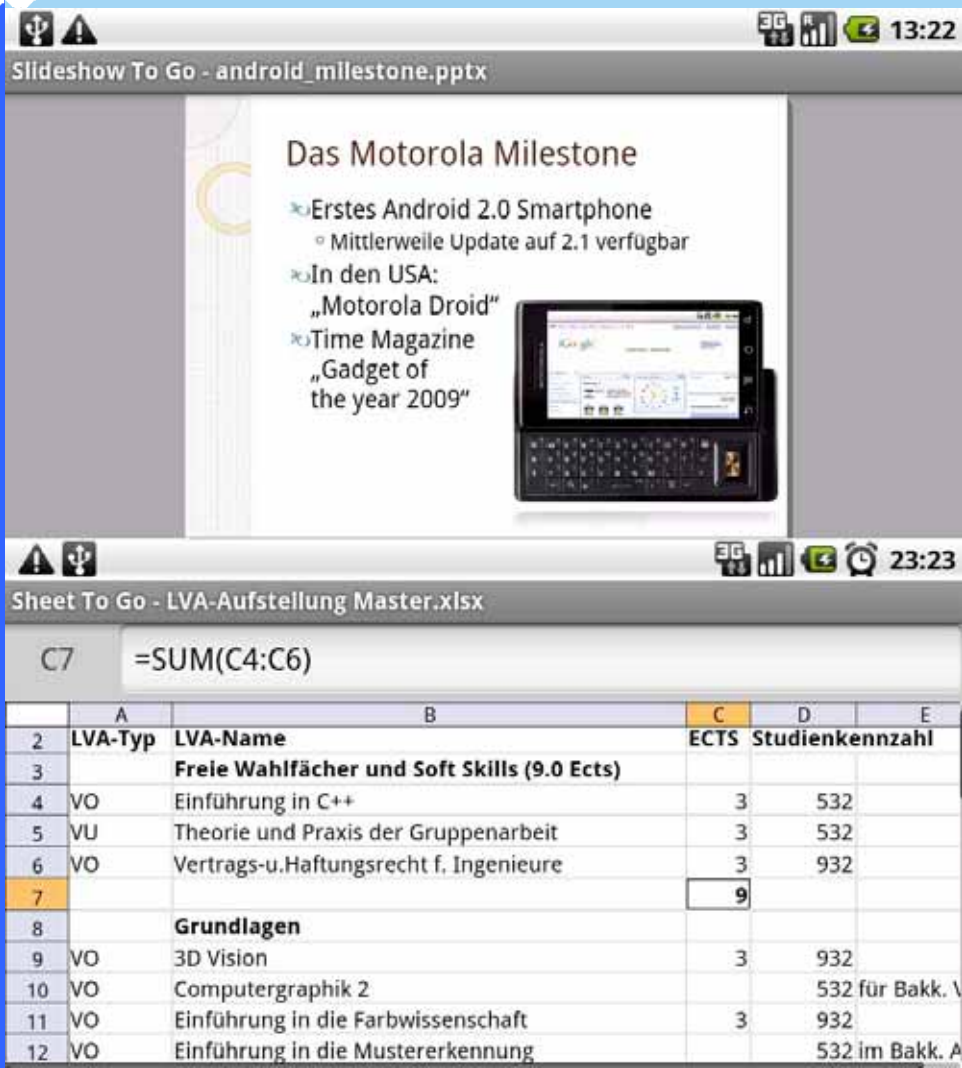 3G R 13:22
Slideshow To Go - android_milestone.pptx
Das Motorola Milestone
Erstes Android 2.0 Smartphone
Mittlerweile Update auf 2.1 verfügbar
In den USA:
„Motorola Droid“
Time Magazine
„Gadget of
the year 2009“
3G 23:23
Sheet To Go - LVA-Aufstellung Master.xlsx
C7 =SUM(C4:C6)
A B C D E
2 LVA-Typ LVA-Name ECTS Studienkennzahl
3 Freie Wahlfächer und Soft Skills (9.0 Ects)
4 VO Einführung in C++ 3 532
5 VU Theorie und Praxis der Gruppenarbeit 3 532
6 VO Vertrags-u.Haftungsrecht f. Ingenieure 3 932
7 9
8 Grundlagen
9 VO 3D Vision 3 932
10 VO Computergraphik 2 532 für Bakk.
11 VO Einführung in die Farbwissenschaft 3 932
12 VO Einführung in die Mustererkennung 532 im Bakk.